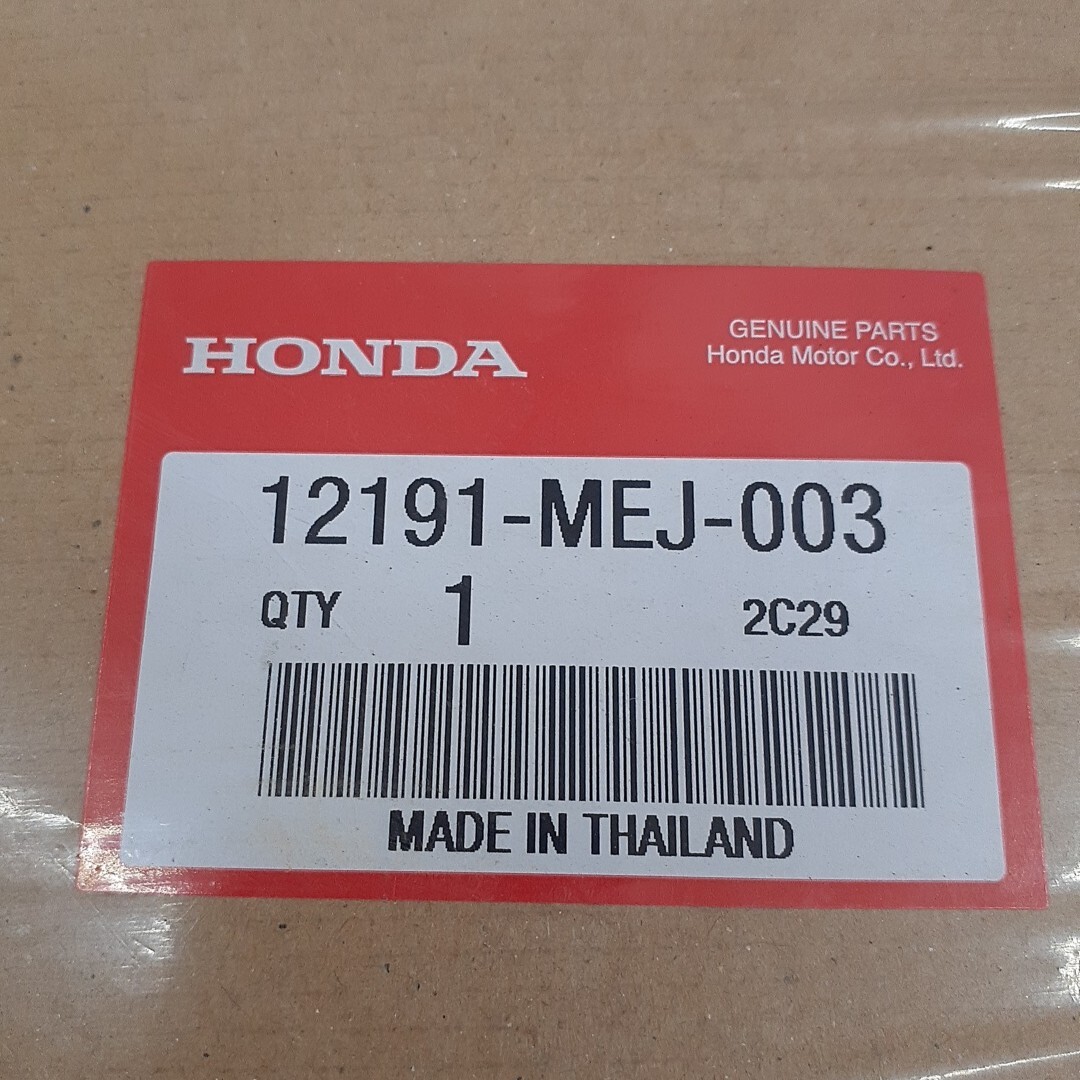 HONDA
GENUINE PARTS
Honda Motor Co., Ltd.
12191-MEJ-003
QTY 1 2C29
MADE IN THAILAND